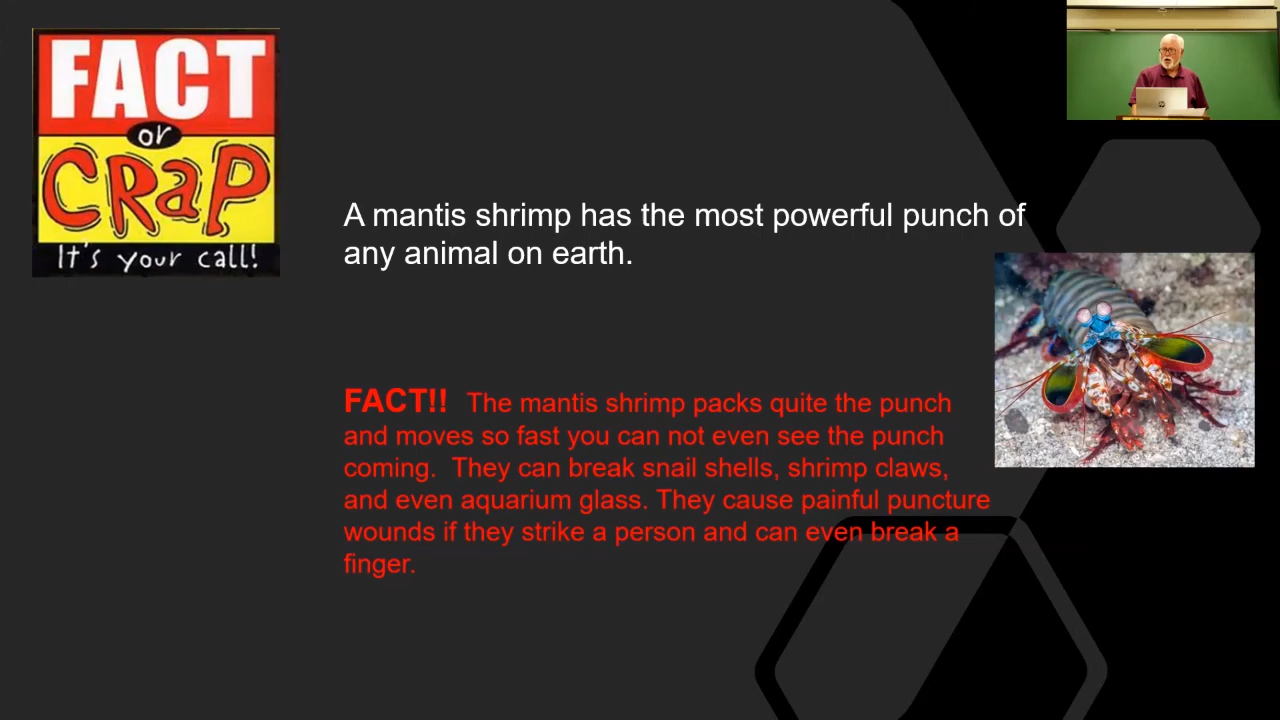 FACT
or
CRaP
It's your call!
A mantis shrimp has the most powerful punch of
any animal on earth.
FACT!! The mantis shrimp packs quite the punch
and moves so fast you can not even see the punch
coming. They can break snail shells, shrimp claws,
and even aquarium glass. They cause painful puncture
wounds if they strike a person and can even break a
finger.